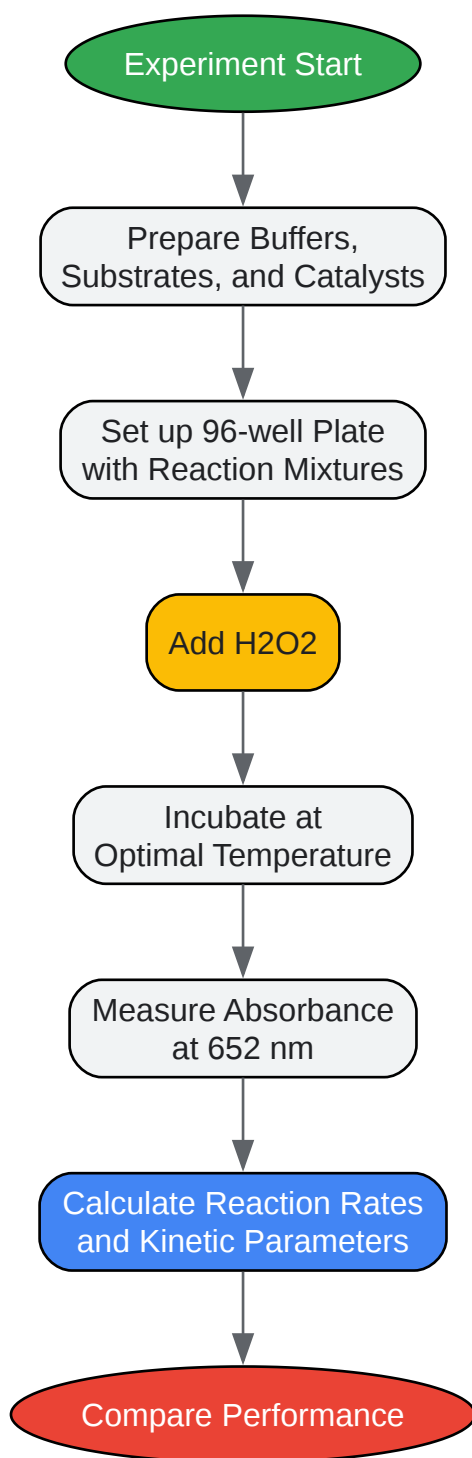 Experiment Start
Prepare Buffers,
Substrates, and Catalysts
Set up 96-well Plate
with Reaction Mixtures
Add H2O2
Incubate at
Optimal Temperature
Measure Absorbance
at 652 nm
Calculate Reaction Rates
and Kinetic Parameters
Compare Performance